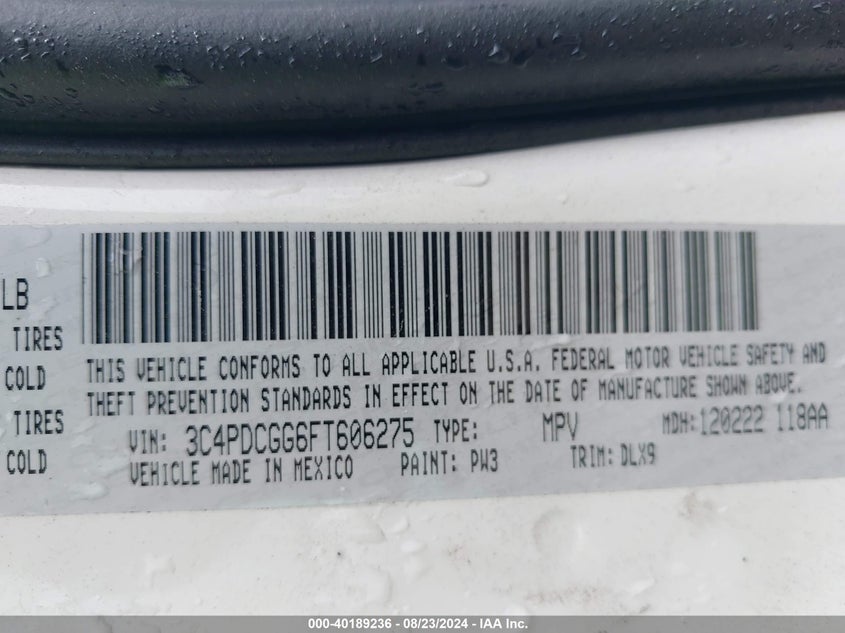 LB
TIRES
COLD
TIRES
COLD
THIS VEHICLE CONFORMS TO ALL APPLICABLE U.S.A. FEDERAL MOTOR VEHICLE SAFETY AND
THEFT PREVENTION STANDARDS IN EFFECT ON THE DATE OF MANUFACTURE SHOWN ABOVE.
VIN: 3C4PDCGG6FT606275 TYPE: MPV MDH: 120222 118AA
VEHICLE MADE IN MEXICO PAINT: PW3 TRIM: DLX9
000-40189236 - 08/23/2024 - IAA Inc.